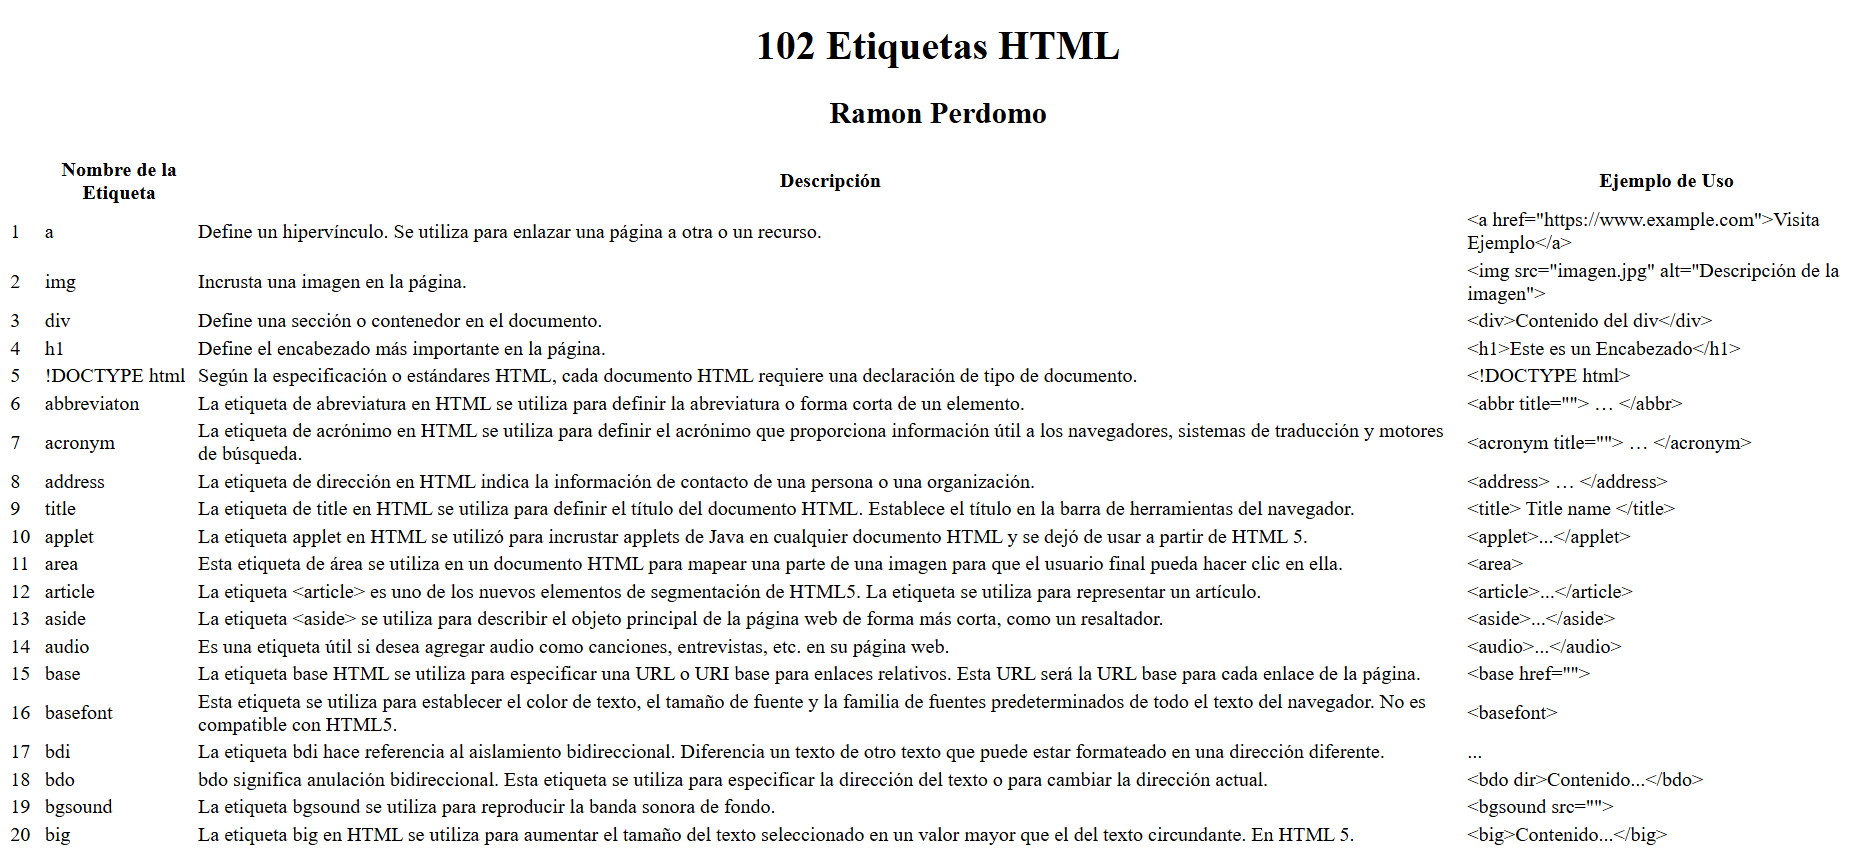 102 Etiquetas HTML
Ramon Perdomo
Nombre de la
Etiqueta
Descripción
Ejemplo de Uso
1 a Define un hipervínculo. Se utiliza para enlazar una página a otra o un recurso. <a href="https://www.example.com">Visita
Ejemplo</a>
2 img Incrusta una imagen en la página. <img src="imagen.jpg" alt="Descripción de la
imagen">
3 div Define una sección o contenedor en el documento. <div>Contenido del div</div>
4 h1 Define el encabezado más importante en la página. <h1>Este es un Encabezado</h1>
5 !DOCTYPE html Según la especificación o estándares HTML, cada documento HTML requiere una declaración de tipo de documento. <!DOCTYPE html>
6 abbreviaton La etiqueta de abreviatura en HTML se utiliza para definir la abreviatura o forma corta de un elemento. <abbr title=""> … </abbr>
7 acronym La etiqueta de acrónimo en HTML se utiliza para definir el acrónimo que proporciona información útil a los navegadores, sistemas de traducción y motores
de búsqueda. <acronym title=""> … </acronym>
8 address La etiqueta de dirección en HTML indica la información de contacto de una persona o una organización. <address> … </address>
9 title La etiqueta de title en HTML se utiliza para definir el título del documento HTML. Establece el título en la barra de herramientas del navegador. <title> Title name </title>
10 applet La etiqueta applet en HTML se utilizó para incrustar applets de Java en cualquier documento HTML y se dejó de usar a partir de HTML 5. <applet>...</applet>
11 area Esta etiqueta de área se utiliza en un documento HTML para mapear una parte de una imagen para que el usuario final pueda hacer clic en ella. <area>
12 article La etiqueta <article> es uno de los nuevos elementos de segmentación de HTML5. La etiqueta se utiliza para representar un artículo. <article>...</article>
13 aside La etiqueta <aside> se utiliza para describir el objeto principal de la página web de forma más corta, como un resaltador. <aside>...</aside>
14 audio Es una etiqueta útil si desea agregar audio como canciones, entrevistas, etc. en su página web. <audio>...</audio>
15 base La etiqueta base HTML se utiliza para especificar una URL o URI base para enlaces relativos. Esta URL será la URL base para cada enlace de la página. <base href="">
16 basefont Esta etiqueta se utiliza para establecer el color de texto, el tamaño de fuente y la familia de fuentes predeterminados de todo el texto del navegador. No es
compatible con HTML5. <basefont>
17 bdi La etiqueta bdi hace referencia al aislamiento bidireccional. Diferencia un texto de otro texto que puede estar formateado en una dirección diferente. ...
18 bdo bdo significa anulación bidireccional. Esta etiqueta se utiliza para especificar la dirección del texto o para cambiar la dirección actual. <bdo dir>Contenido...</bdo>
19 bgsound La etiqueta bgsound se utiliza para reproducir la banda sonora de fondo. <bgsound src="">
20 big La etiqueta big en HTML se utiliza para aumentar el tamaño del texto seleccionado en un valor mayor que el del texto circundante. En HTML 5. <big>Contenido...</big>